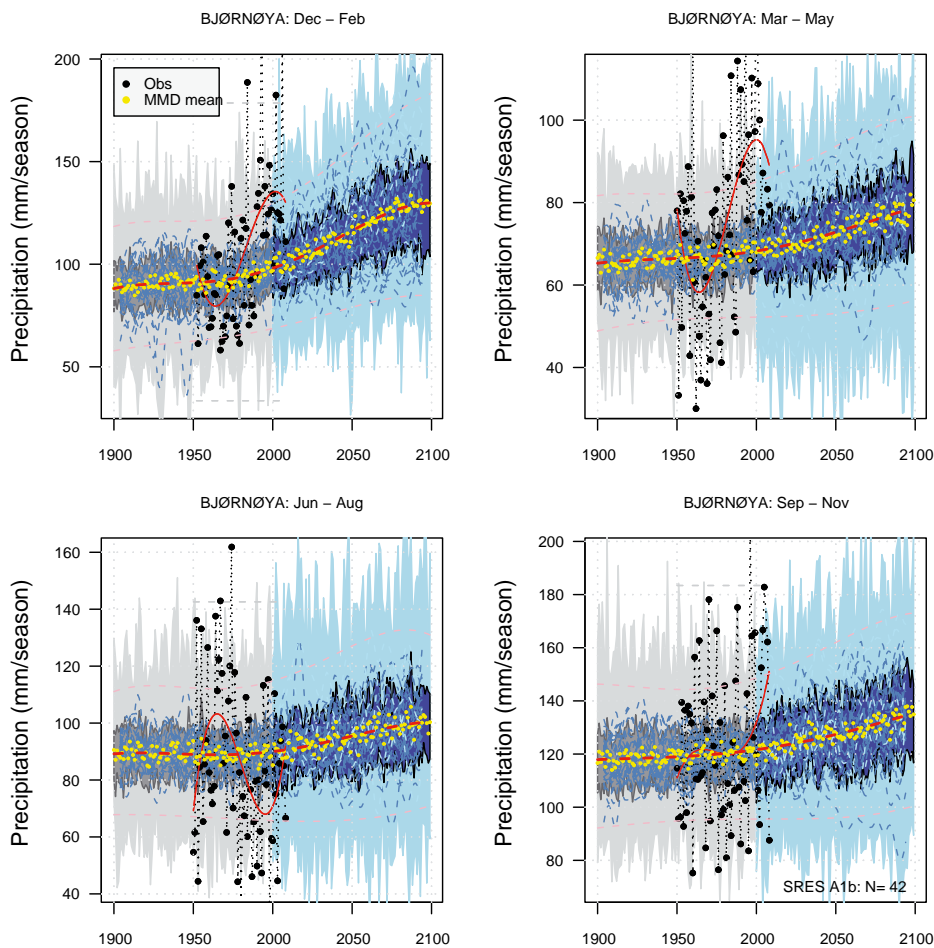 BJØRNØYA: Dec − Feb
Precipitation (mm/season)
200
150
100
50
Obs
MMD mean
1900 1950 2000 2050 2100
BJØRNØYA: Mar − May
Precipitation (mm/season)
100
80
60
40
1900 1950 2000 2050 2100
BJØRNØYA: Jun − Aug
Precipitation (mm/season)
160
140
120
100
80
60
40
1900 1950 2000 2050 2100
BJØRNØYA: Sep − Nov
Precipitation (mm/season)
200
180
160
140
120
100
80
SRES A1b: N= 42
1900 1950 2000 2050 2100